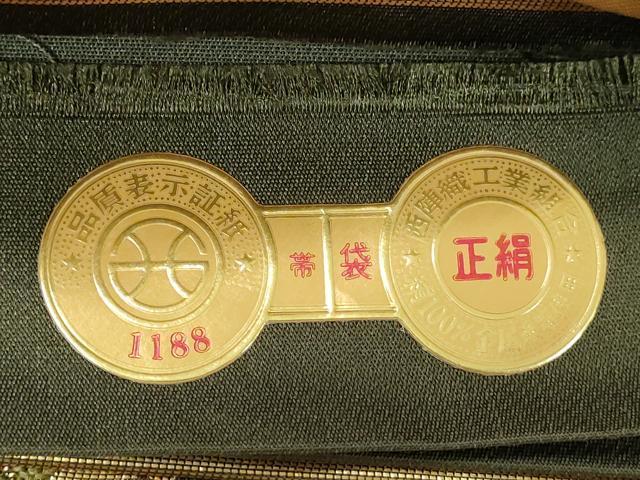 品質表示証紙
1188
帯
袋
西陣織工業組合
正絹